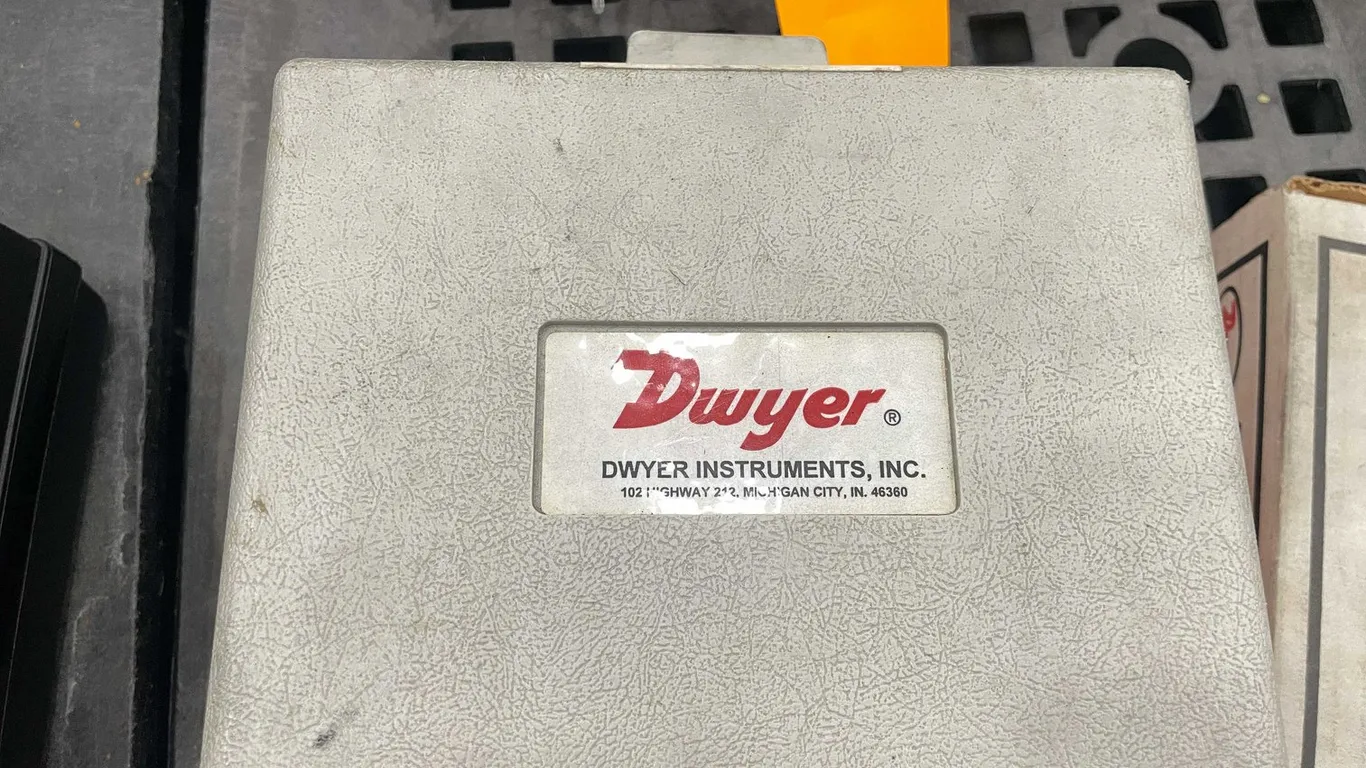 Dwyer®
DWYER INSTRUMENTS, INC.
102 HIGHWAY 212, MICHIGAN CITY, IN. 46360